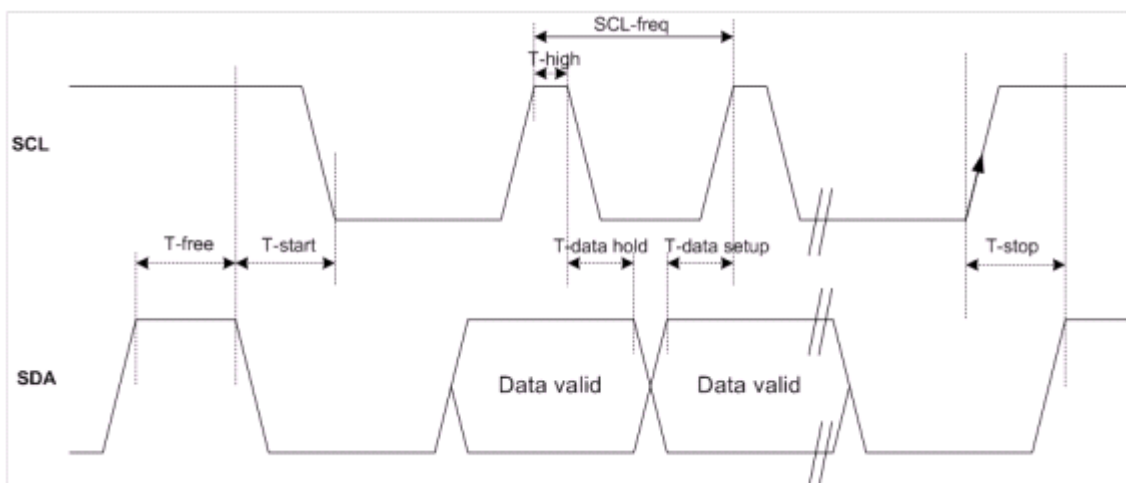 SCL-freq
T-high
SCL
T-free
T-start
T-data hold
T-data setup
T-stop
SDA
Data valid
Data valid